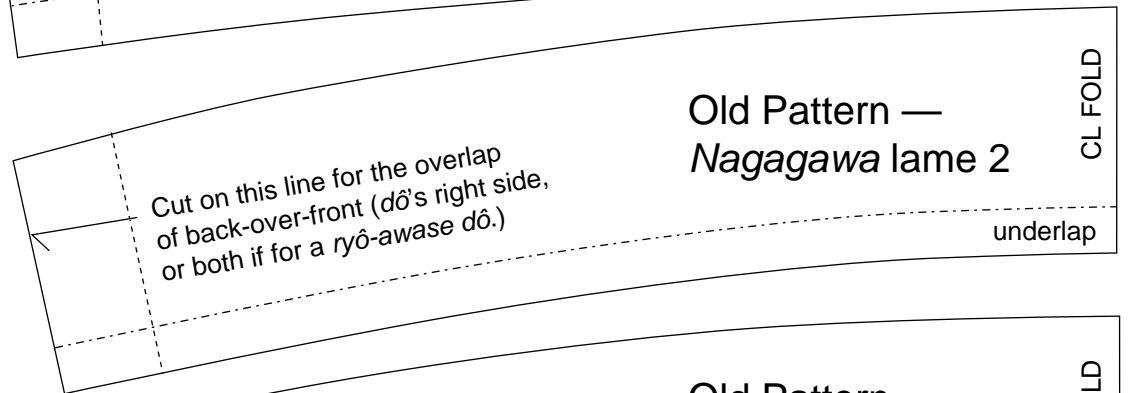 CL FOLD
Old Pattern —
Nagagawa lame 2
Cut on this line for the overlap
of back-over-front (dô's right side,
or both if for a ryô-awase dô.)
underlap
Old Pattern
LD